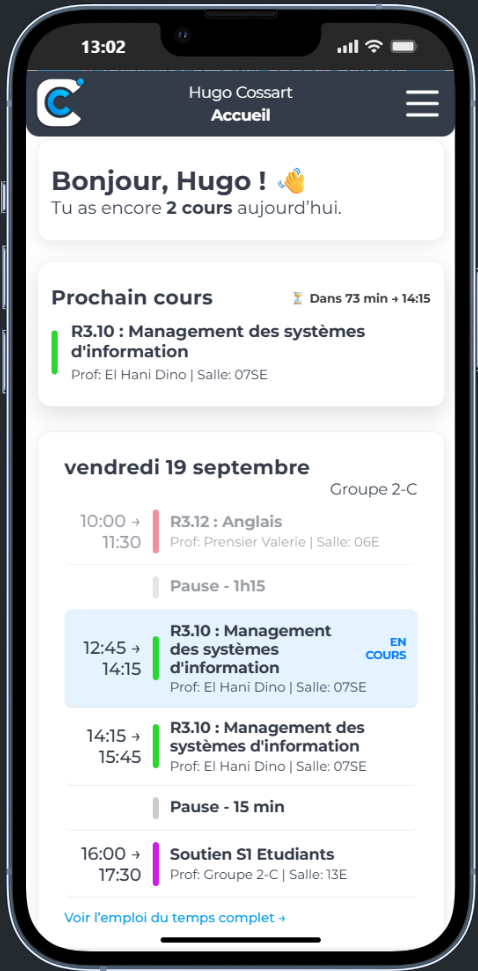 13:02
Hugo Cossart
Accueil
Bonjour, Hugo ! 👋
Tu as encore 2 cours aujourd'hui.
Prochain cours
⏳ Dans 73 min → 14:15
R3.10 : Management des systèmes
d'information
Prof: El Hani Dino | Salle: 07SE
vendredi 19 septembre
Groupe 2-C
10:00 →
11:30
R3.12 : Anglais
Prof: Prensier Valerie | Salle: 06E
Pause - 1h15
12:45 →
14:15
R3.10 : Management
des systèmes
d'information
Prof: El Hani Dino | Salle: 07SE
EN
COURS
14:15 →
15:45
R3.10 : Management des
systèmes d'information
Prof: El Hani Dino | Salle: 07SE
Pause - 15 min
16:00 →
17:30
Soutien S1 Etudiants
Prof: Groupe 2-C | Salle: 13E
Voir l'emploi du temps complet →